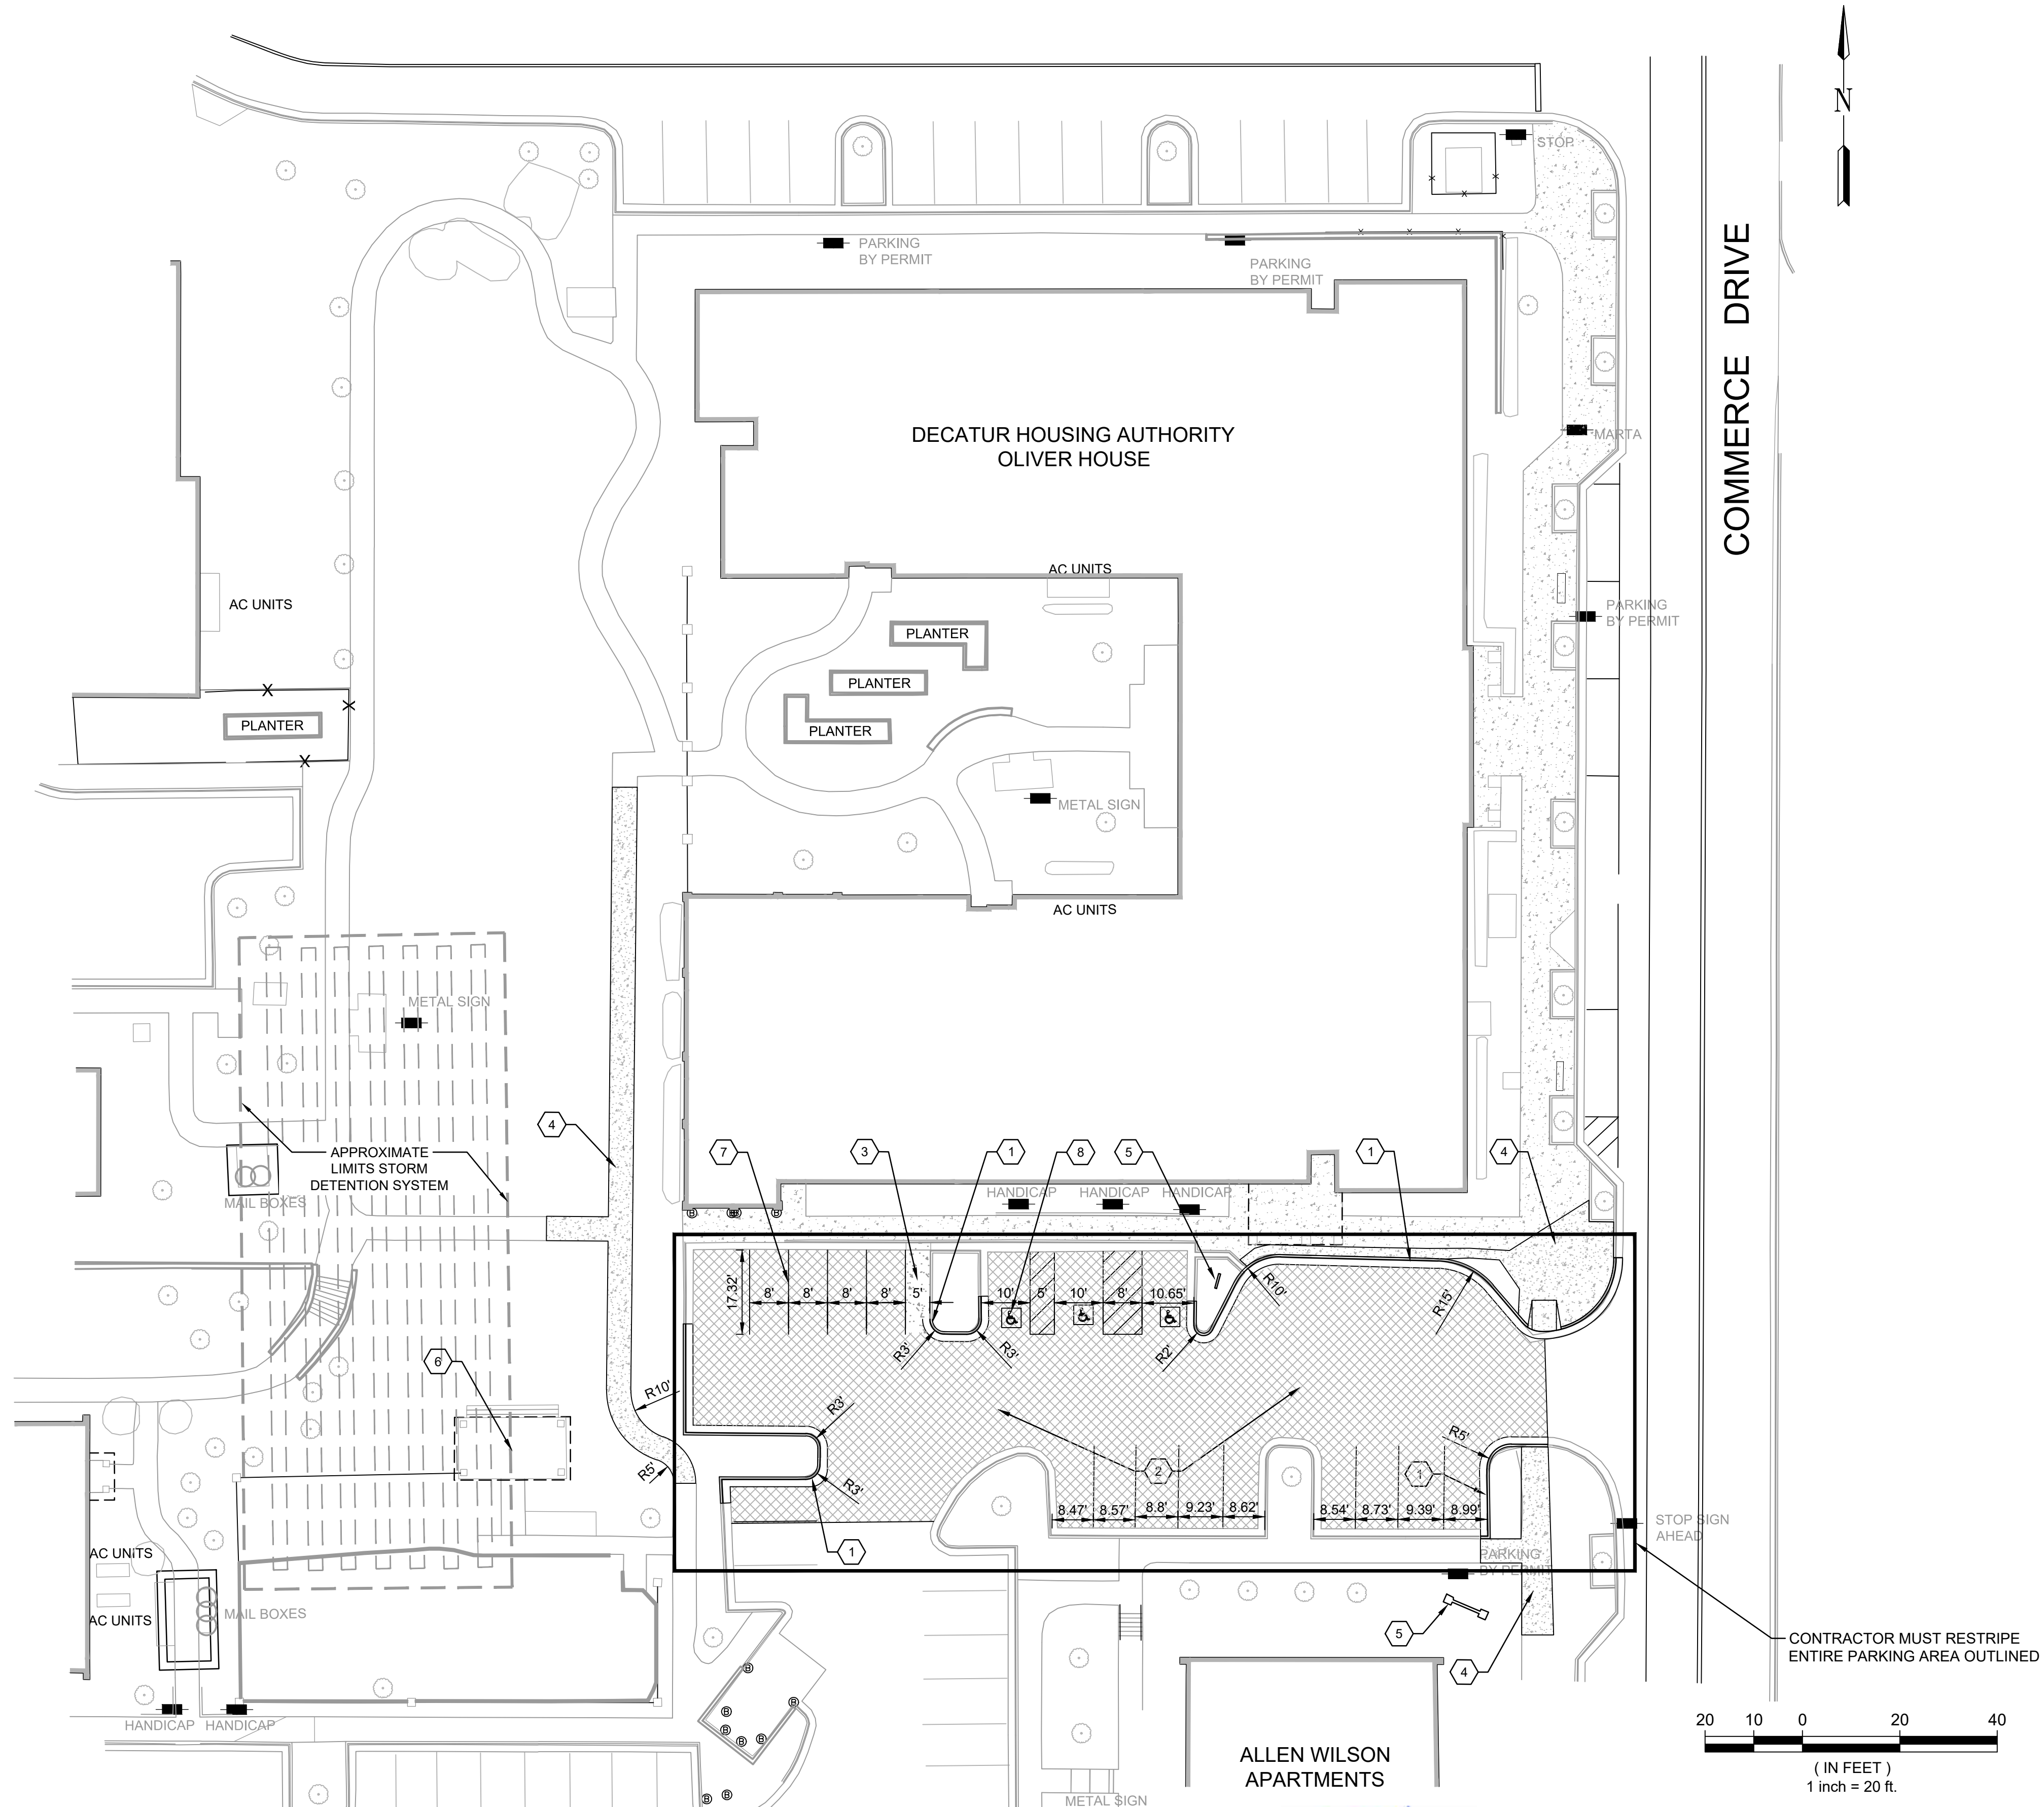 N
STOP
PARKING
BY PERMIT
PARKING
BY PERMIT
COMMERCE DRIVE
DECATUR HOUSING AUTHORITY
OLIVER HOUSE
MARTA
AC UNITS
AC UNITS
PARKING
BY PERMIT
PLANTER
PLANTER
PLANTER
PLANTER
X
X
X
METAL SIGN
AC UNITS
METAL SIGN
4
APPROXIMATE
LIMITS STORM
DETENTION SYSTEM
7
3
1
8
5
1
4
MAIL BOXES
HANDICAP
HANDICAP
HANDICAP
17.32'
8'
8'
8'
8'
5'
10'
5'
10'
8'
10.65'
R10'
R15'
R3'
R3'
R2'
6
R10'
R3'
R5'
R3'
R5'
2
1
8.47'
8.57'
8.8'
9.23'
8.62'
8.54'
8.73'
9.39'
8.99'
STOP SIGN
AHEAD
1
PARKING
BY PERMIT
AC UNITS
AC UNITS
MAIL BOXES
5
4
CONTRACTOR MUST RESTRIPE
ENTIRE PARKING AREA OUTLINED
HANDICAP
HANDICAP
ALLEN WILSON
APARTMENTS
METAL SIGN
20
10
0
20
40
( IN FEET )
1 inch = 20 ft.